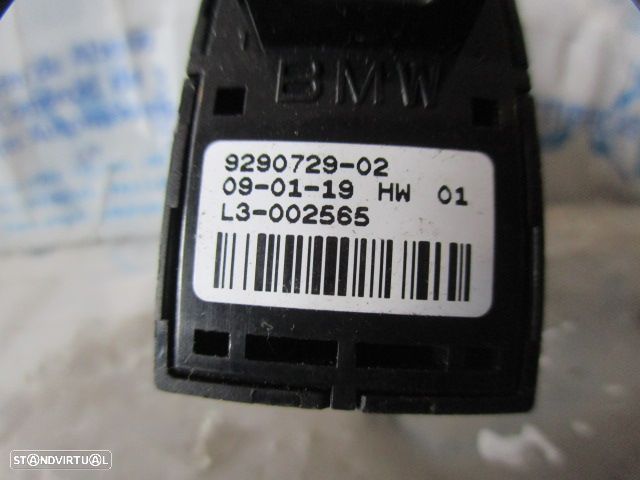 BMW
9290729-02
09-01-19 HW 01
L3-002565
STANDVIRTUAL